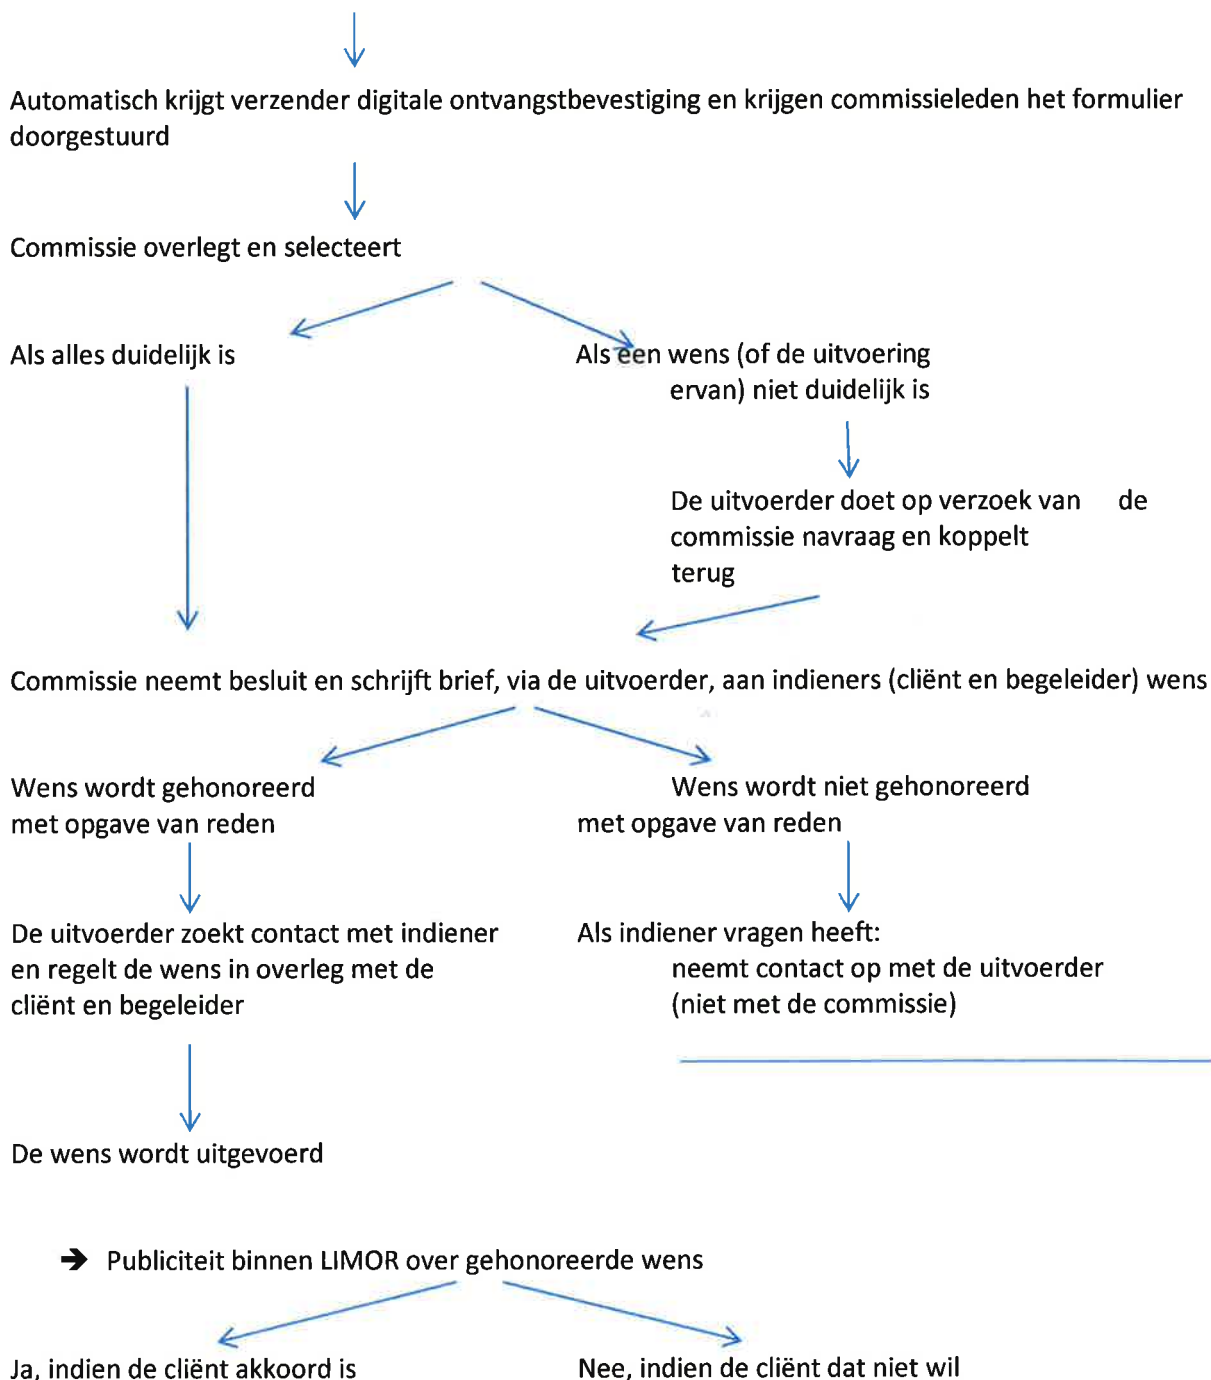 Automatisch krijgt verzender digitale ontvangstbevestiging en krijgen commissieleden het formulier
doorgestuurd
Commissie overlegt en selecteert
Als alles duidelijk is
Als een wens (of de uitvoering
ervan) niet duidelijk is
De uitvoerder doet op verzoek van de
commissie navraag en koppelt
terug
Commissie neemt besluit en schrijft brief, via de uitvoerder, aan indieners (cliënt en begeleider) wens
Wens wordt gehonoreerd
met opgave van reden
Wens wordt niet gehonoreerd
met opgave van reden
De uitvoerder zoekt contact met indiener
en regelt de wens in overleg met de
cliënt en begeleider
Als indiener vragen heeft:
neemt contact op met de uitvoerder
(niet met de commissie)
De wens wordt uitgevoerd
➔ Publiciteit binnen LIMOR over gehonoreerde wens
Ja, indien de cliënt akkoord is
Nee, indien de cliënt dat niet wil